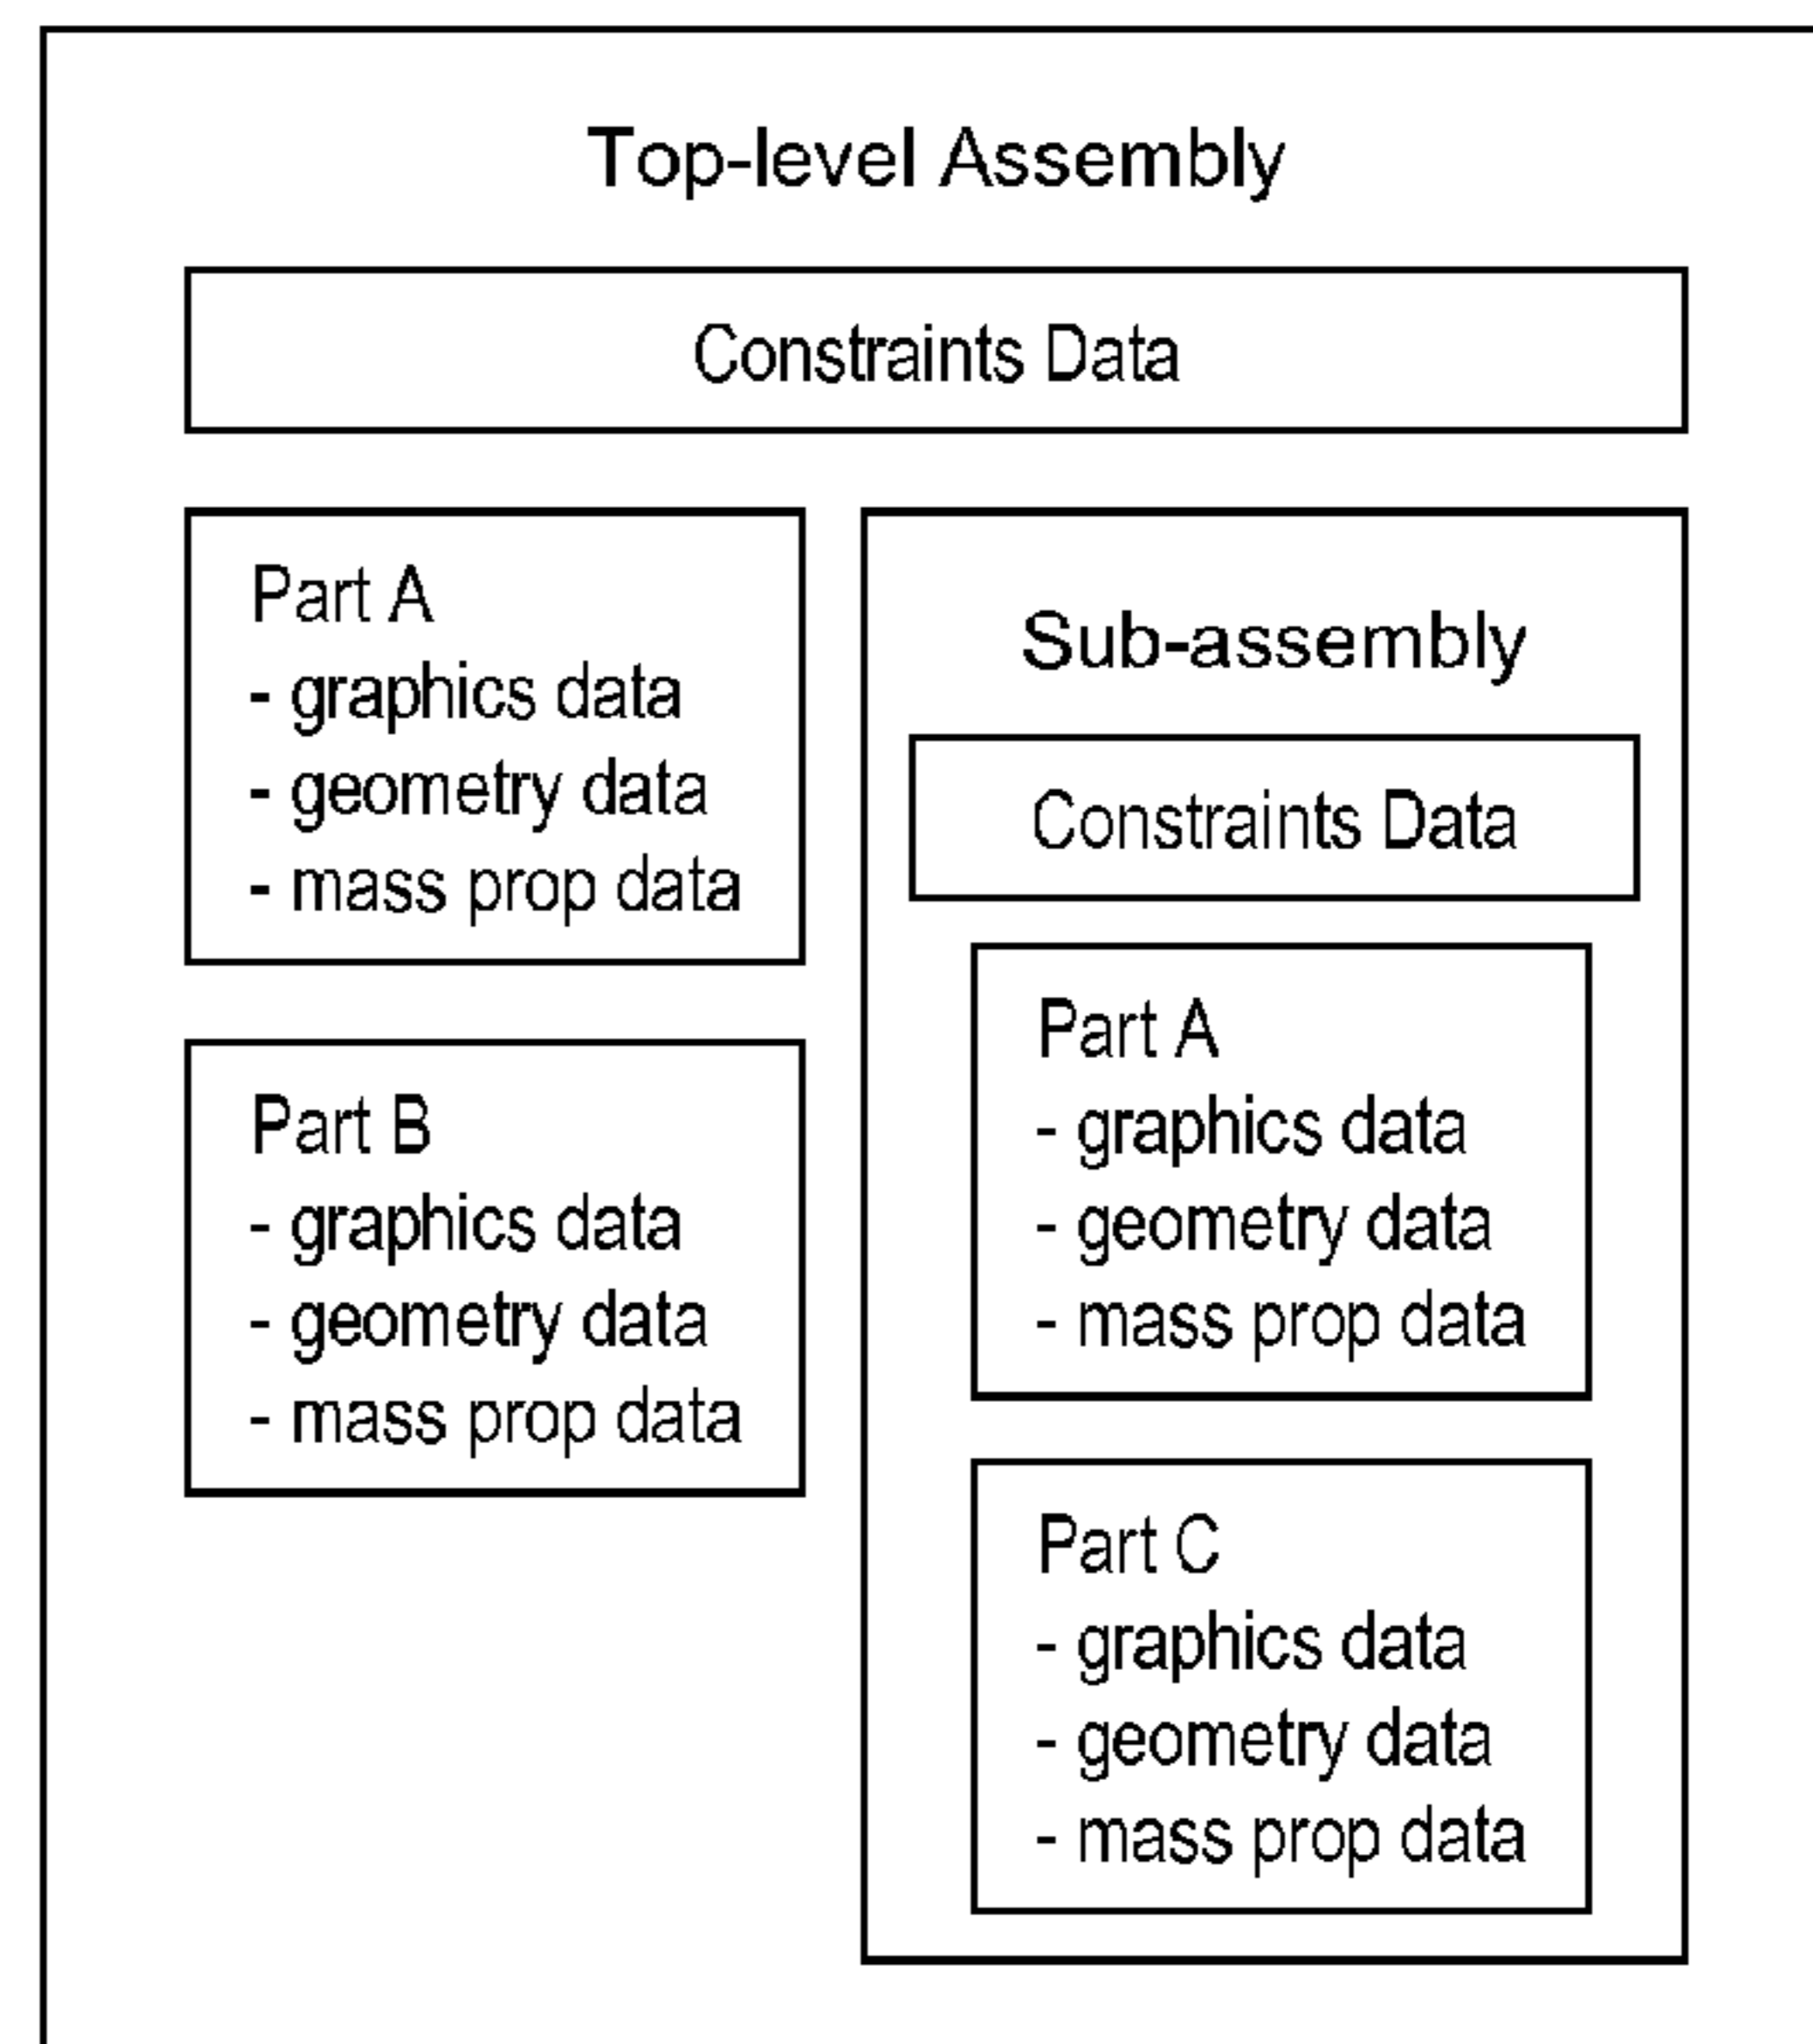 Top-level Assembly
Constraints Data
Part A
- graphics data
- geometry data
- mass prop data
Part B
- graphics data
- geometry data
- mass prop data
Sub-assembly
Constraints Data
Part A
- graphics data
- geometry data
- mass prop data
Part C
- graphics data
- geometry data
- mass prop data